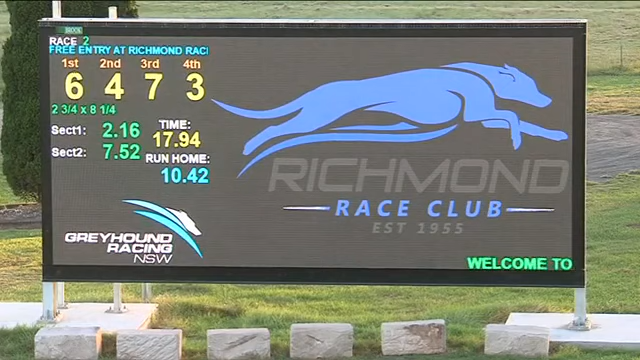 RACE 2
FREE ENTRY AT RICHMOND RACI
1st 2nd 3rd 4th
6 4 7 3
2 3/4 x 8 1/4
Sect1: 2.16
Sect2: 7.52
TIME:
17.94
RUN HOME:
10.42
GREYHOUND
RACING
NSW
RICHMOND
RACE CLUB
EST 1955
WELCOME TO